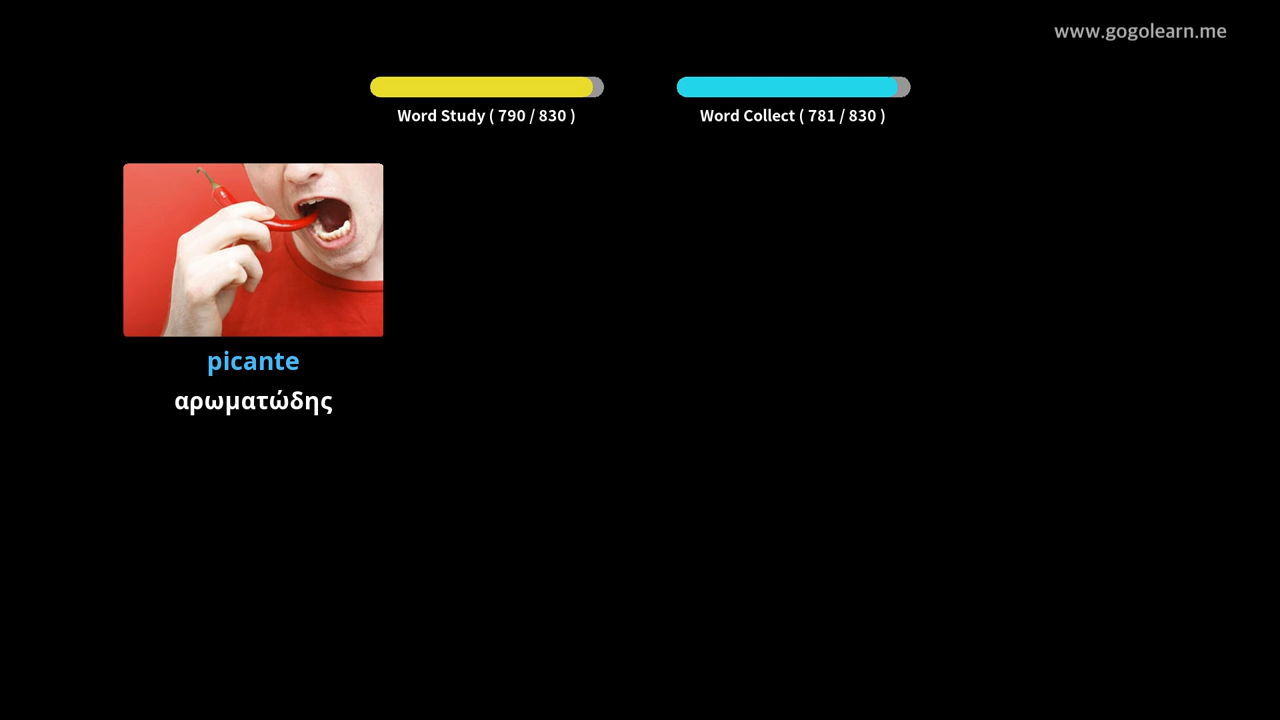 www.gogolearn.me
Word Study ( 790 / 830 )
Word Collect ( 781 / 830 )
picante
αρωματώδης